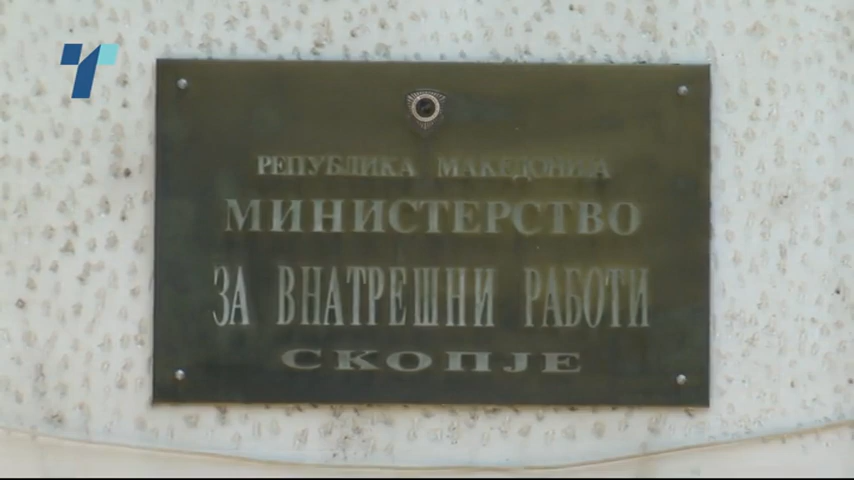 РЕПУБЛИКА МАКЕДОНИЈА
МИНИСТЕРСТВО
ЗА ВНАТРЕШНИ РАБОТИ
СКОПЈЕ